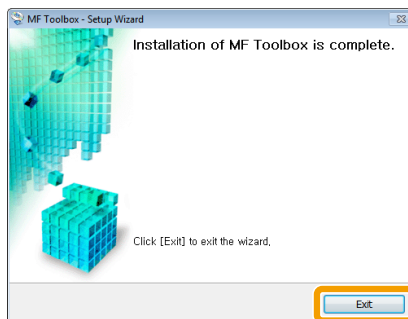 MF Toolbox - Setup Wizard
Installation of MF Toolbox is complete.
Click [Exit] to exit the wizard.
Exit